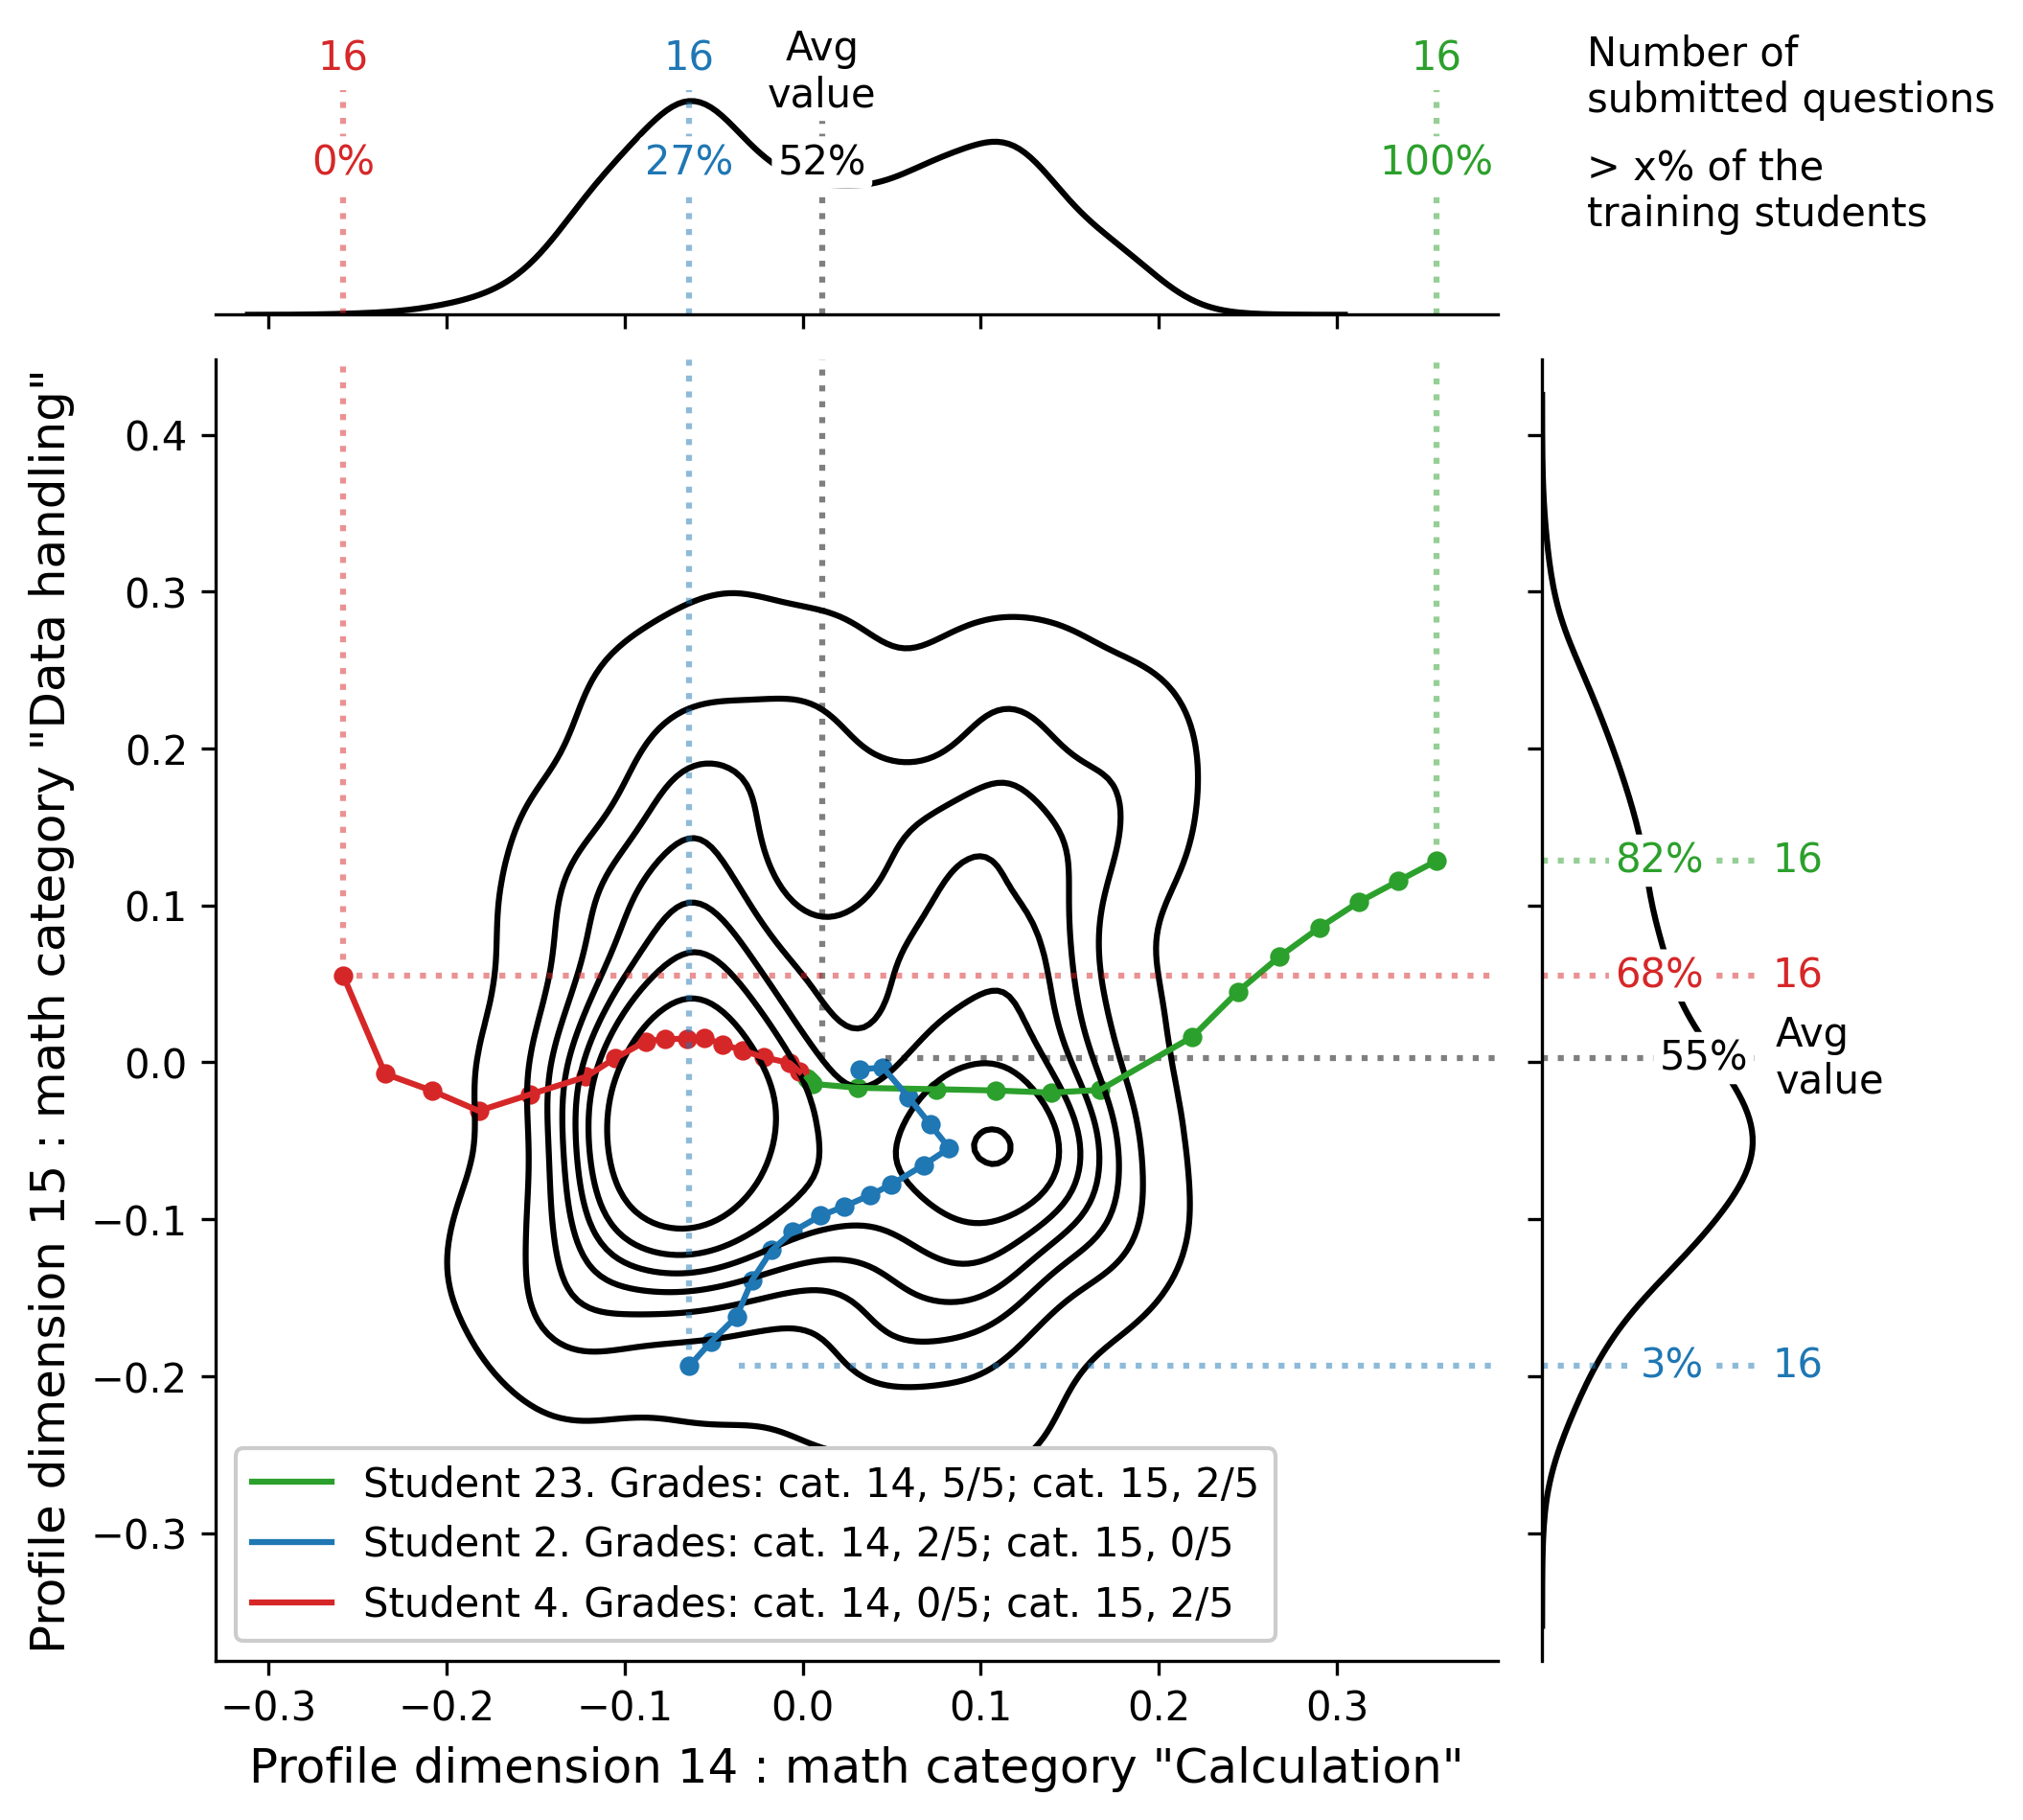 16
16
Avg
value
16
Number of
submitted questions
0%
27%
52%
100%
> x% of the
training students
Profile dimension 15 : math category "Data handling"
0.4
0.3
0.2
0.1
0.0
−0.1
−0.2
−0.3
82%
16
68%
16
55%
Avg
value
3%
16
Student 23. Grades: cat. 14, 5/5; cat. 15, 2/5
Student 2. Grades: cat. 14, 2/5; cat. 15, 0/5
Student 4. Grades: cat. 14, 0/5; cat. 15, 2/5
−0.3
−0.2
−0.1
0.0
0.1
0.2
0.3
Profile dimension 14 : math category "Calculation"